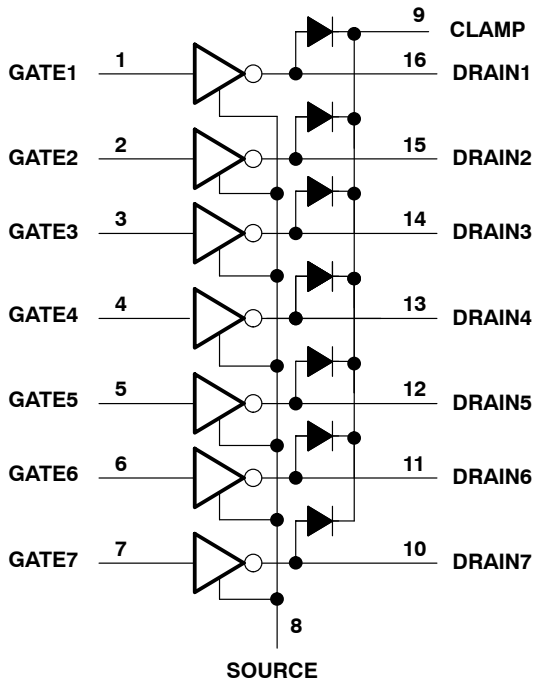 9 CLAMP
GATE1 1 16 DRAIN1
GATE2 2 15 DRAIN2
GATE3 3 14 DRAIN3
GATE4 4 13 DRAIN4
GATE5 5 12 DRAIN5
GATE6 6 11 DRAIN6
GATE7 7 10 DRAIN7
8
SOURCE